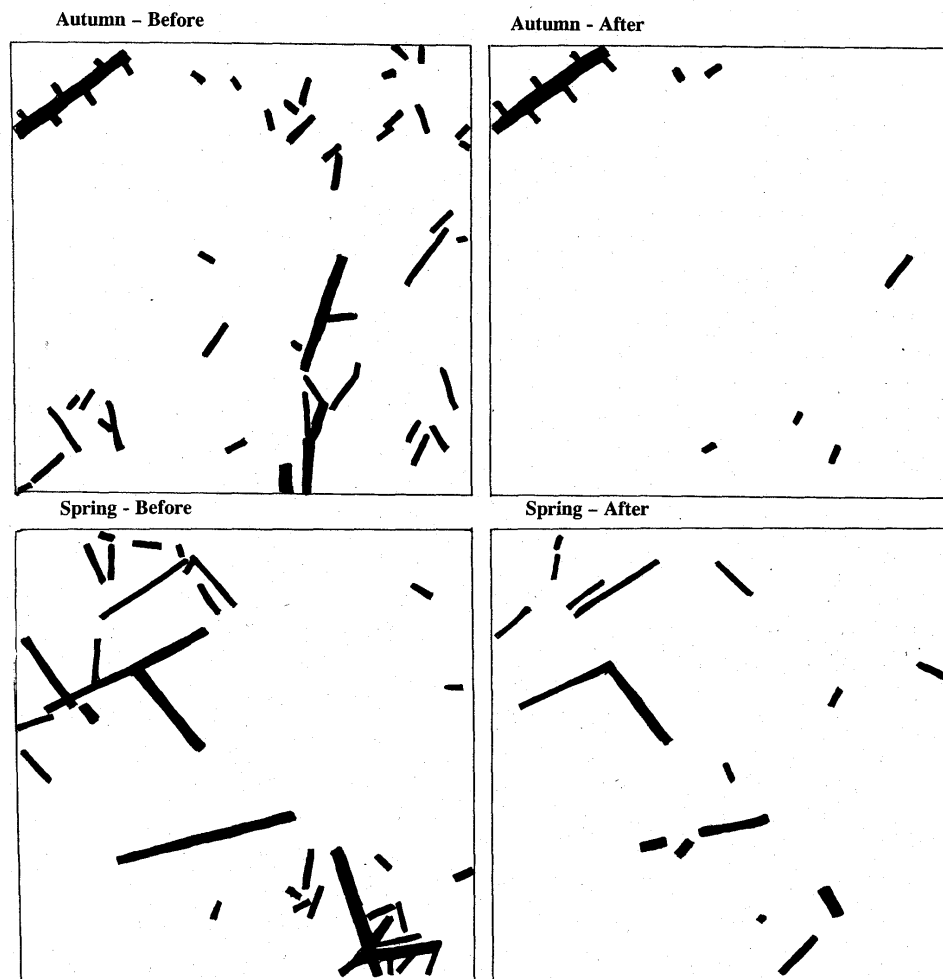 Autumn – Before
Autumn - After
Spring - Before
Spring – After